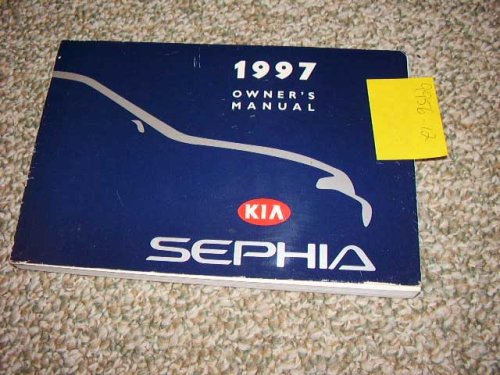 1997
OWNER'S
MANUAL
KIA
SEPHIA